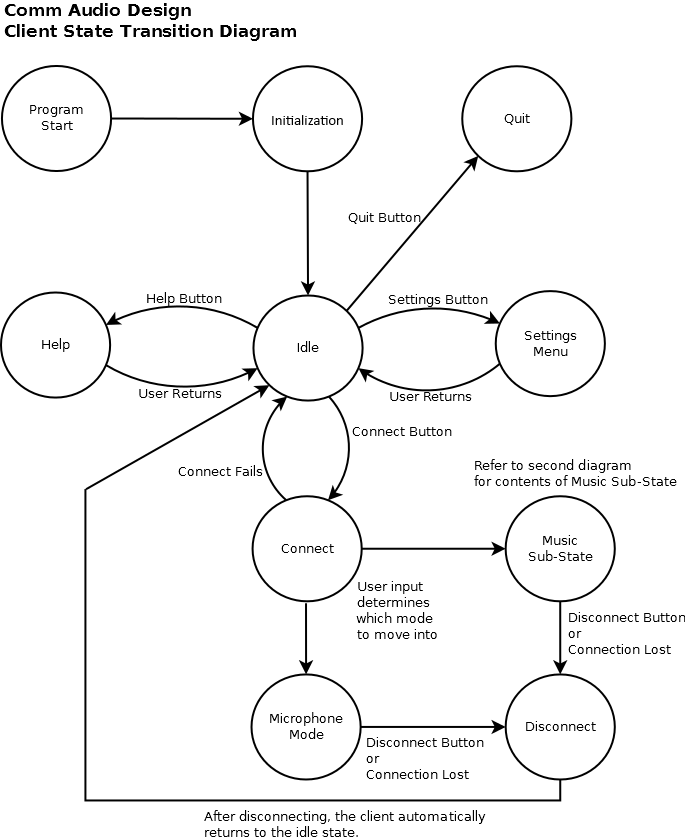 Comm Audio Design
Client State Transition Diagram
Program
Start
Initialization
Quit
Quit Button
Help Button
Settings Button
Help
Idle
Settings
Menu
User Returns
User Returns
Connect Button
Connect Fails
Refer to second diagram
for contents of Music Sub-State
Connect
Music
Sub-State
User input
determines
which mode
to move into
Disconnect Button
or
Connection Lost
Microphone
Mode
Disconnect
Disconnect Button
or
Connection Lost
After disconnecting, the client automatically
returns to the idle state.